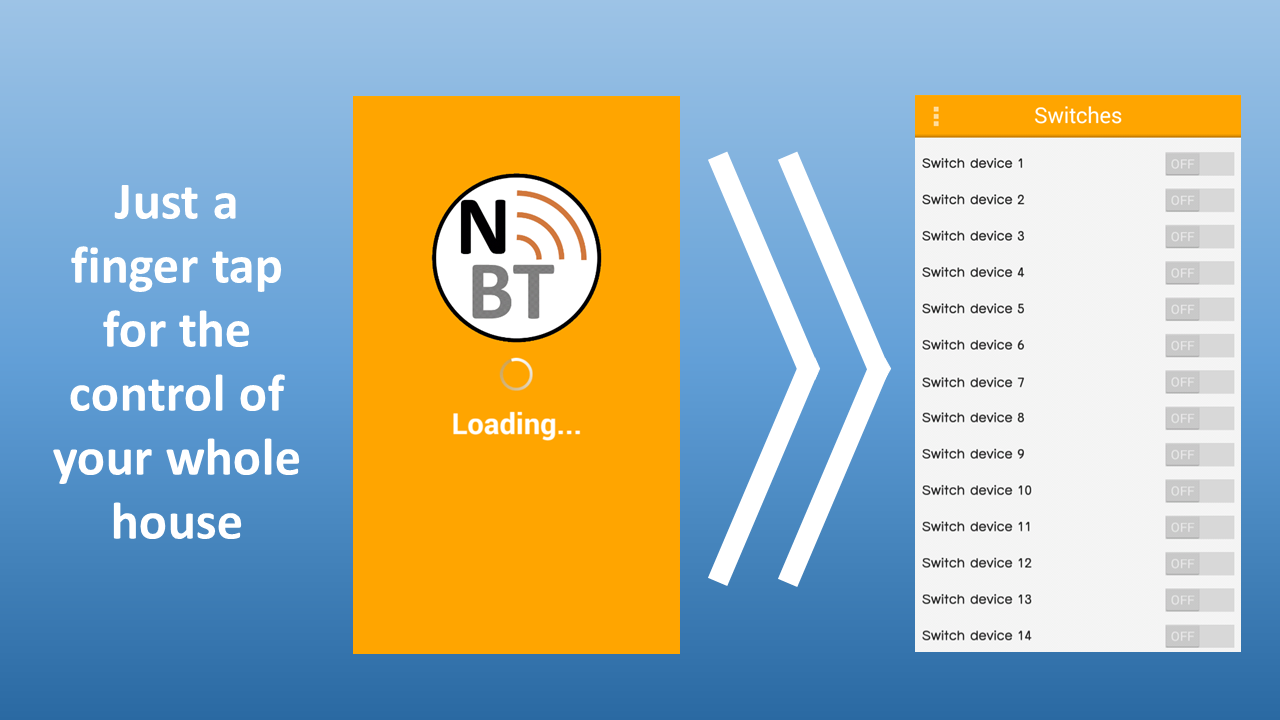 Just a
finger tap
for the
control of
your whole
house
N
BT
Loading...
Switches
Switch device 1 OFF
Switch device 2 OFF
Switch device 3 OFF
Switch device 4 OFF
Switch device 5 OFF
Switch device 6 OFF
Switch device 7 OFF
Switch device 8 OFF
Switch device 9 OFF
Switch device 10 OFF
Switch device 11 OFF
Switch device 12 OFF
Switch device 13 OFF
Switch device 14 OFF